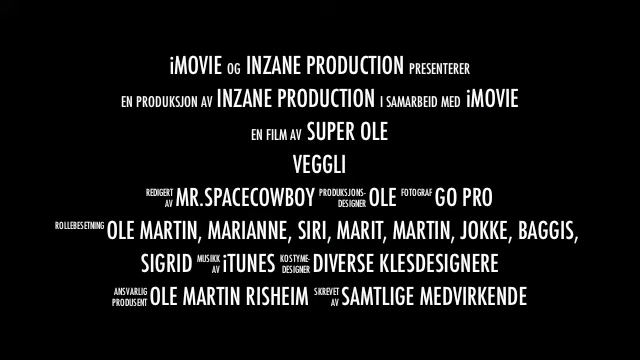 iMOVIE OG INZANE PRODUCTION PRESENTERER
EN PRODUKSJON AV INZANE PRODUCTION I SAMARBEID MED iMOVIE
EN FILM AV SUPER OLE
VEGGLI
REDIGERT AV MR.SPACECOWBOY PRODUKSJONS-DESIGNER OLE FOTOGRAF GO PRO
ROLLEBESETNING OLE MARTIN, MARIANNE, SIRI, MARIT, MARTIN, JOKKE, BAGGIS,
SIGRID MUSIKK AV iTUNES KOSTYME-DESIGNER DIVERSE KLESDESIGNERE
ANSVARLIG PRODUSENT OLE MARTIN RISHEIM SKREVET AV SAMTLIGE MEDVIRKENDE